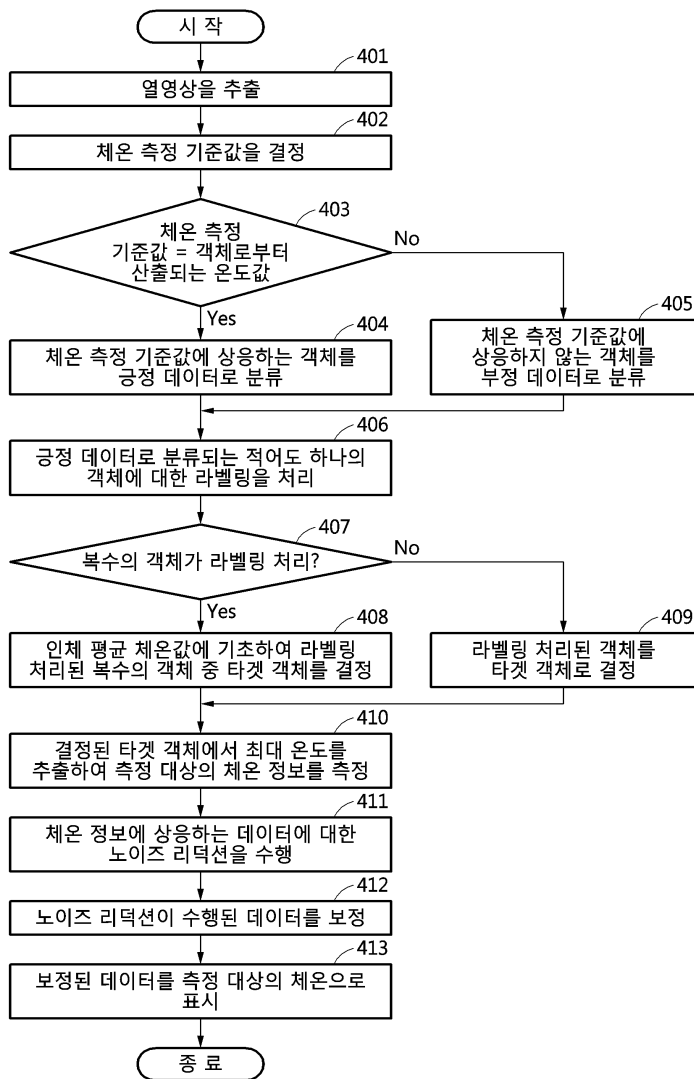 시 작
401
열영상을 추출
402
체온 측정 기준값을 결정
403
체온 측정
기준값 = 객체로부터
산출되는 온도값
No
Yes
404
체온 측정 기준값에 상응하는 객체를
긍정 데이터로 분류
405
체온 측정 기준값에
상응하지 않는 객체를
부정 데이터로 분류
406
긍정 데이터로 분류되는 적어도 하나의
객체에 대한 라벨링을 처리
407
복수의 객체가 라벨링 처리?
No
Yes
408
인체 평균 체온값에 기초하여 라벨링
처리된 복수의 객체 중 타겟 객체를 결정
409
라벨링 처리된 객체를
타겟 객체로 결정
410
결정된 타겟 객체에서 최대 온도를
추출하여 측정 대상의 체온 정보를 측정
411
체온 정보에 상응하는 데이터에 대한
노이즈 리덕션을 수행
412
노이즈 리덕션이 수행된 데이터를 보정
413
보정된 데이터를 측정 대상의 체온으로
표시
종 료